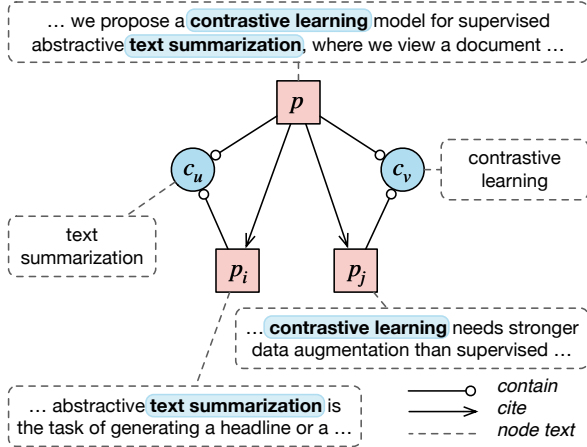 … we propose a contrastive learning model for supervised
abstractive text summarization, where we view a document …
p
c_u
c_v
contrastive
learning
text
summarization
p_i
p_j
… contrastive learning needs stronger
data augmentation than supervised …
… abstractive text summarization is
the task of generating a headline or a …
contain
cite
node text